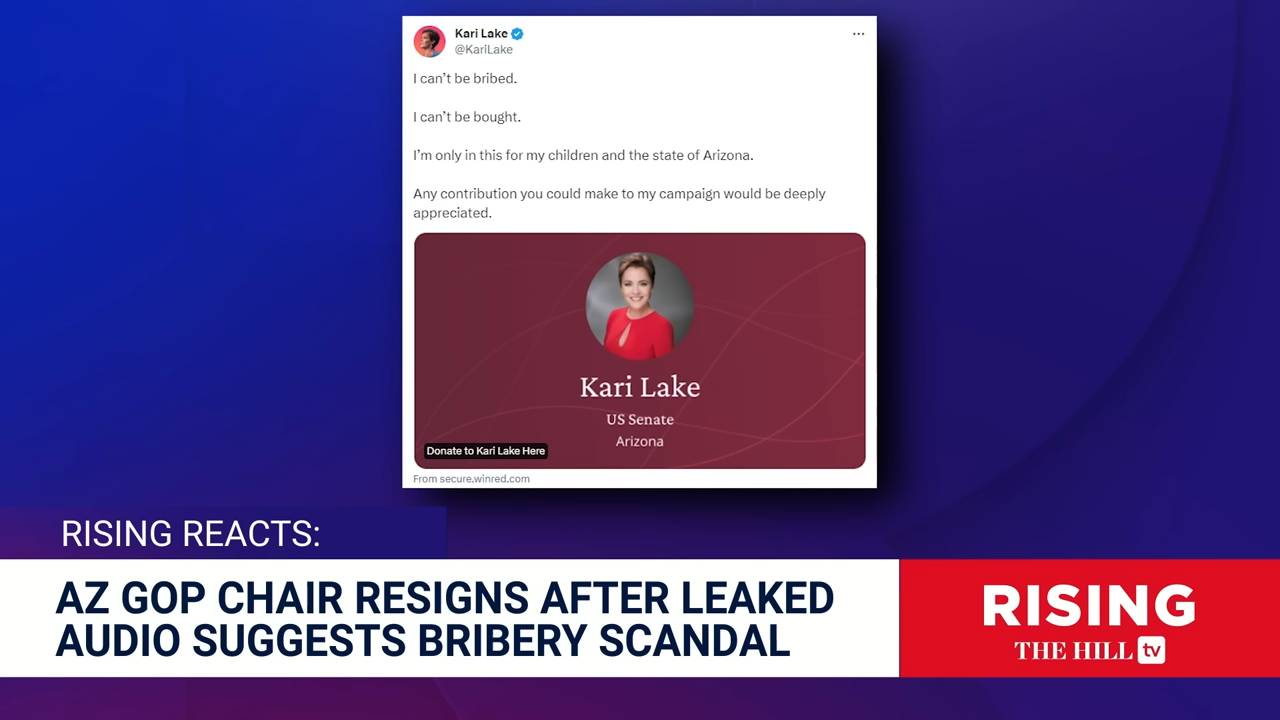 Kari Lake
@KariLake
...
I can't be bribed.
I can't be bought.
I'm only in this for my children and the state of Arizona.
Any contribution you could make to my campaign would be deeply
appreciated.
Kari Lake
US Senate
Arizona
Donate to Kari Lake Here
From secure.winred.com
RISING REACTS:
AZ GOP CHAIR RESIGNS AFTER LEAKED
AUDIO SUGGESTS BRIBERY SCANDAL
RISING
THE HILL tv